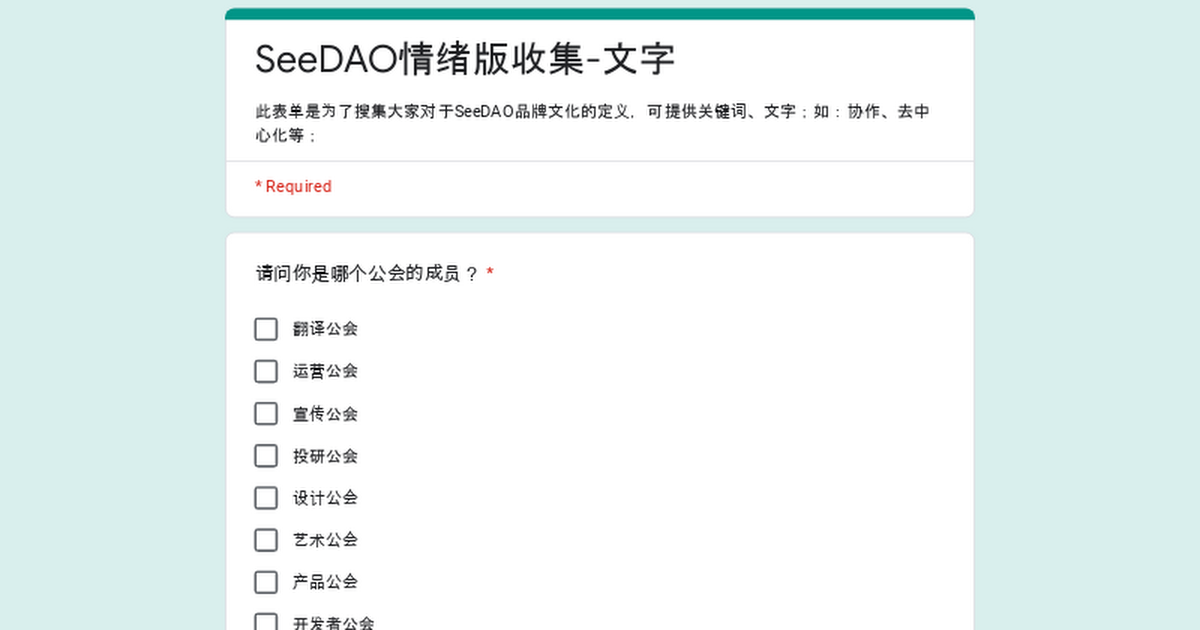 SeeDAO情绪版收集-文字
此表单是为了搜集大家对于SeeDAO品牌文化的定义，可提供关键词、文字；如：协作、去中
心化等；
* Required
请问你是哪个公会的成员？ *
翻译公会
运营公会
宣传公会
投研公会
设计公会
艺术公会
产品公会
开发者公会